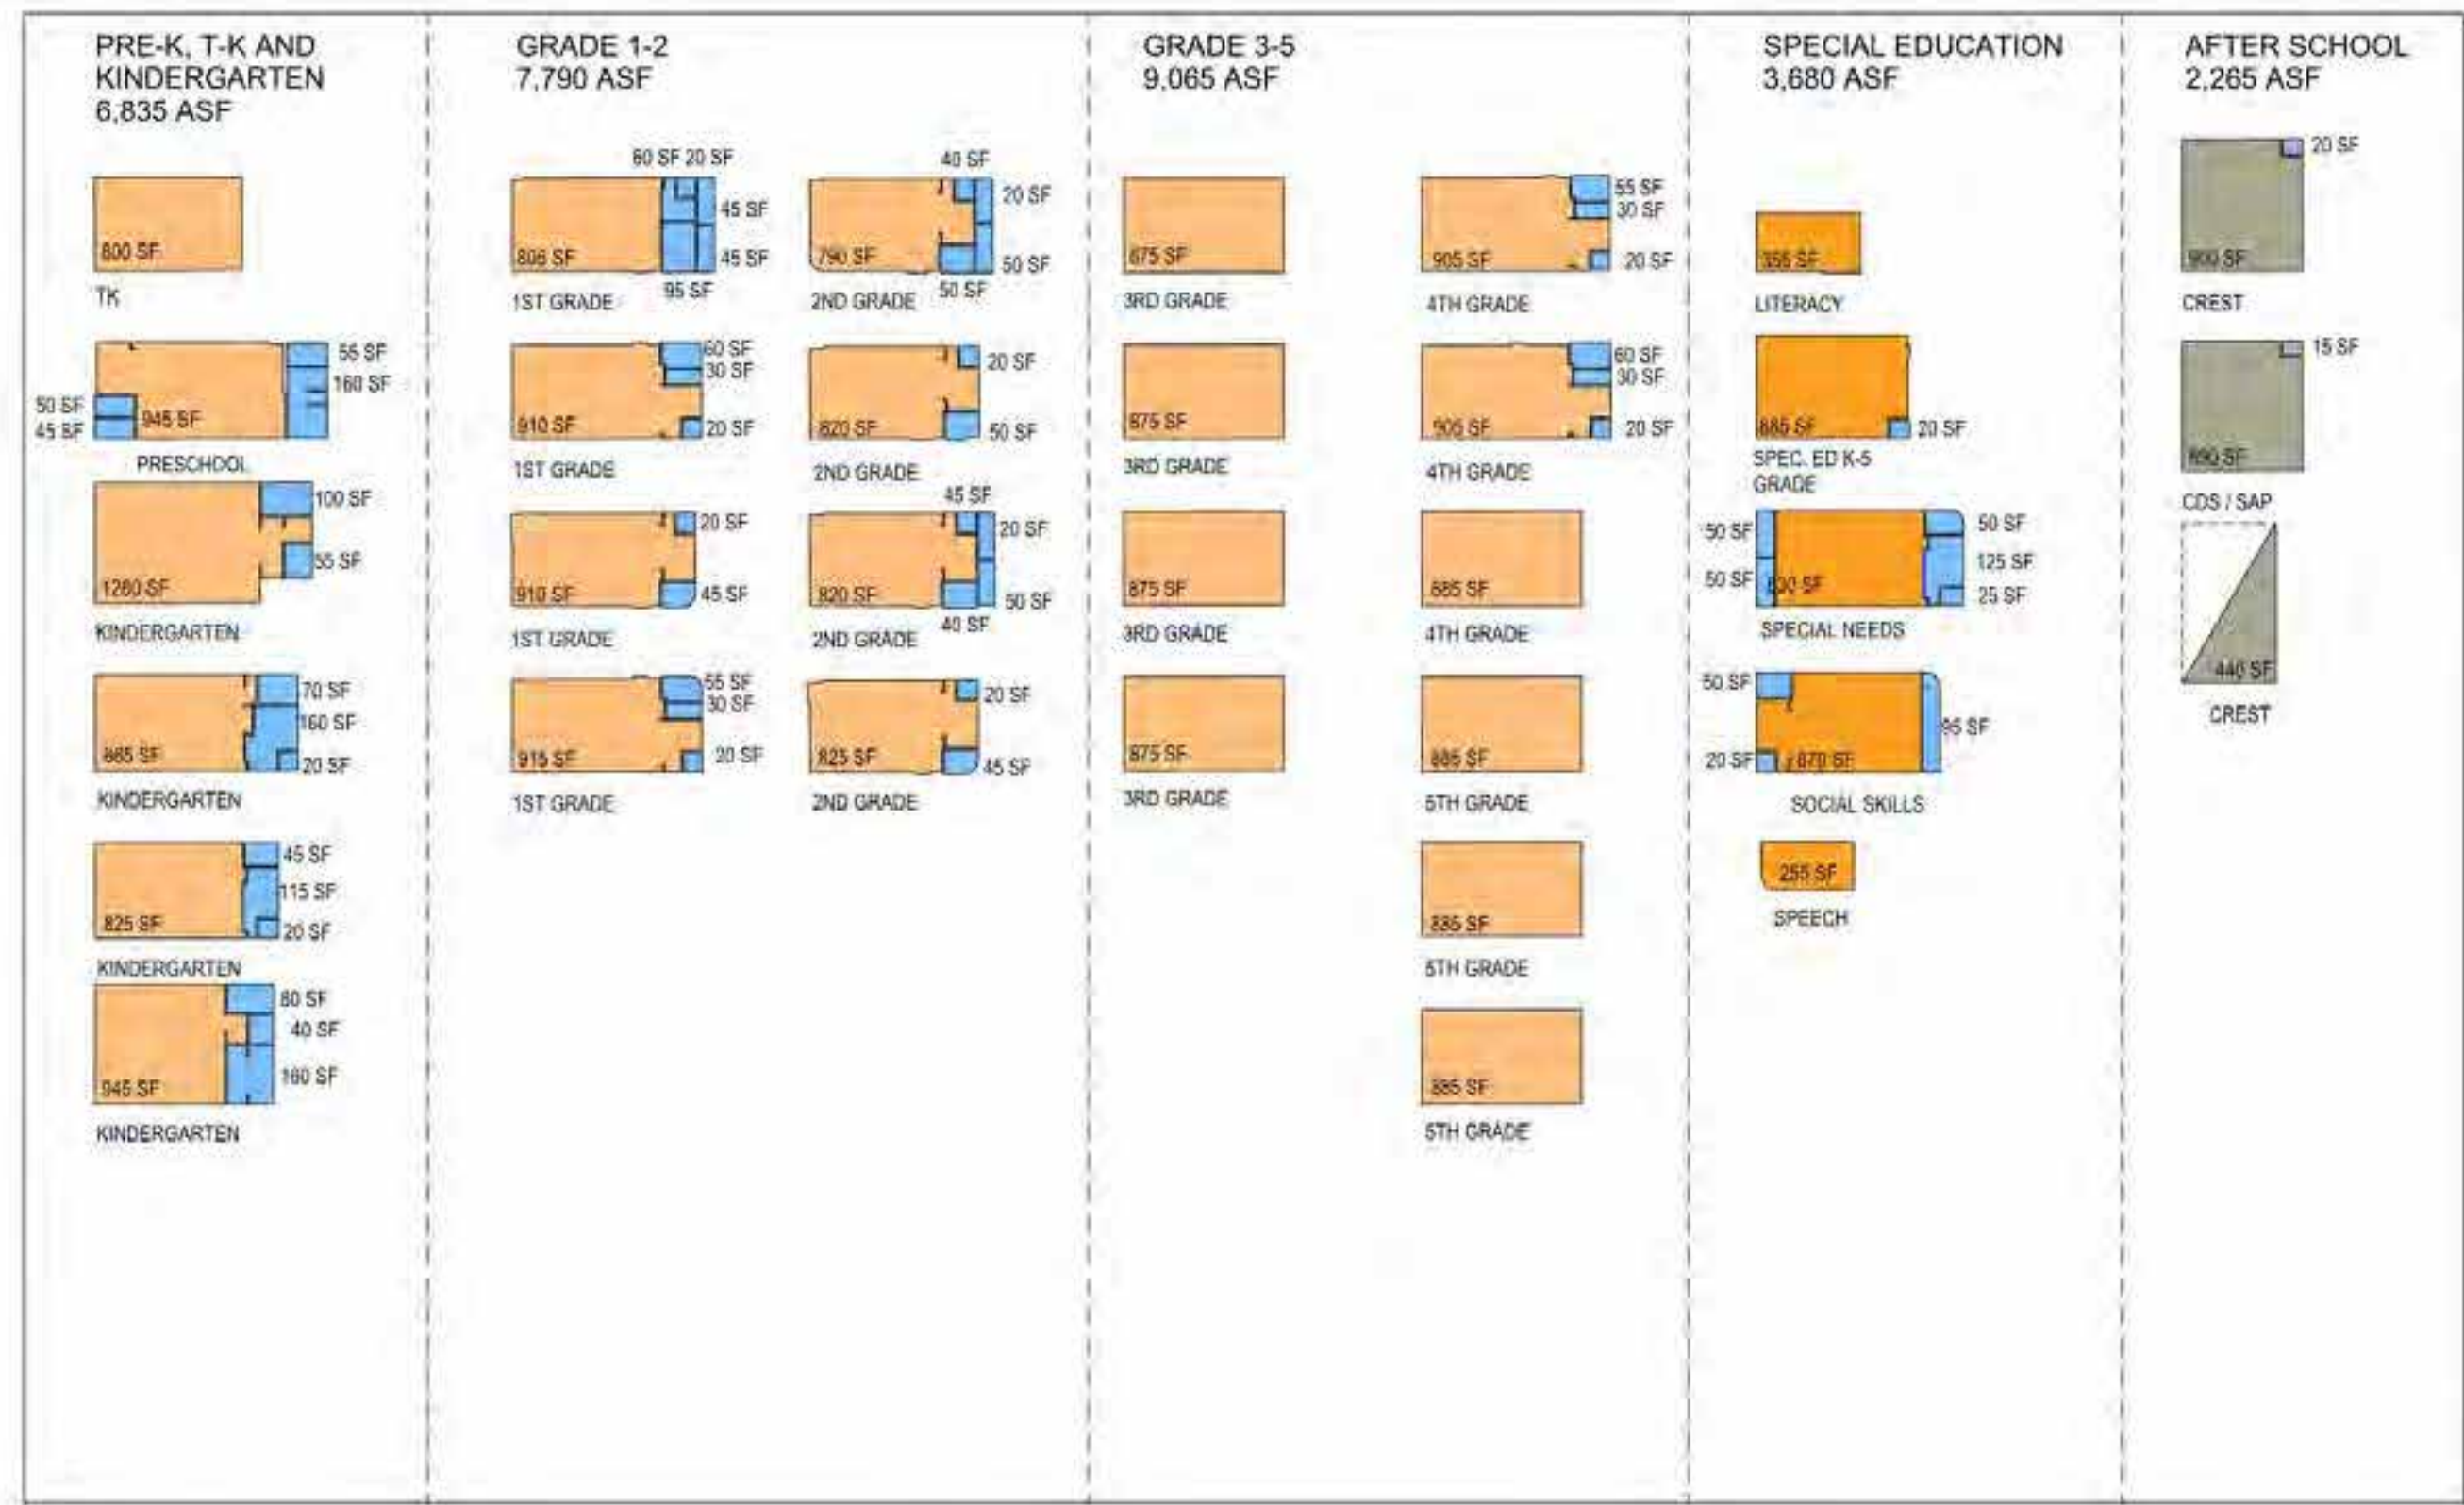 PRE-K, T-K AND
KINDERGARTEN
6,835 ASF
800 SF
TK
55 SF
160 SF
50 SF
945 SF
45 SF
PRESCHOOL
100 SF
55 SF
1260 SF
KINDERGARTEN
70 SF
160 SF
865 SF
20 SF
KINDERGARTEN
45 SF
115 SF
825 SF
20 SF
KINDERGARTEN
80 SF
40 SF
160 SF
945 SF
KINDERGARTEN
GRADE 1-2
7,790 ASF
60 SF 20 SF
45 SF
805 SF
45 SF
95 SF
1ST GRADE
60 SF
30 SF
910 SF
20 SF
1ST GRADE
20 SF
910 SF
45 SF
1ST GRADE
55 SF
30 SF
915 SF
20 SF
1ST GRADE
40 SF
20 SF
790 SF
50 SF
50 SF
2ND GRADE
20 SF
820 SF
50 SF
2ND GRADE
45 SF
20 SF
820 SF
50 SF
40 SF
2ND GRADE
20 SF
825 SF
45 SF
2ND GRADE
GRADE 3-5
9,065 ASF
875 SF
3RD GRADE
875 SF
3RD GRADE
875 SF
3RD GRADE
875 SF
3RD GRADE
55 SF
30 SF
905 SF
20 SF
4TH GRADE
60 SF
30 SF
905 SF
20 SF
4TH GRADE
885 SF
4TH GRADE
885 SF
5TH GRADE
885 SF
5TH GRADE
885 SF
5TH GRADE
SPECIAL EDUCATION
3,680 ASF
355 SF
LITERACY
885 SF
20 SF
SPEC. ED K-5
GRADE
50 SF
50 SF
125 SF
50 SF
SF
25 SF
SPECIAL NEEDS
50 SF
95 SF
20 SF
870 SF
SOCIAL SKILLS
255 SF
SPEECH
AFTER SCHOOL
2,265 ASF
20 SF
900 SF
CREST
15 SF
890 SF
CDS / SAP
440 SF
CREST